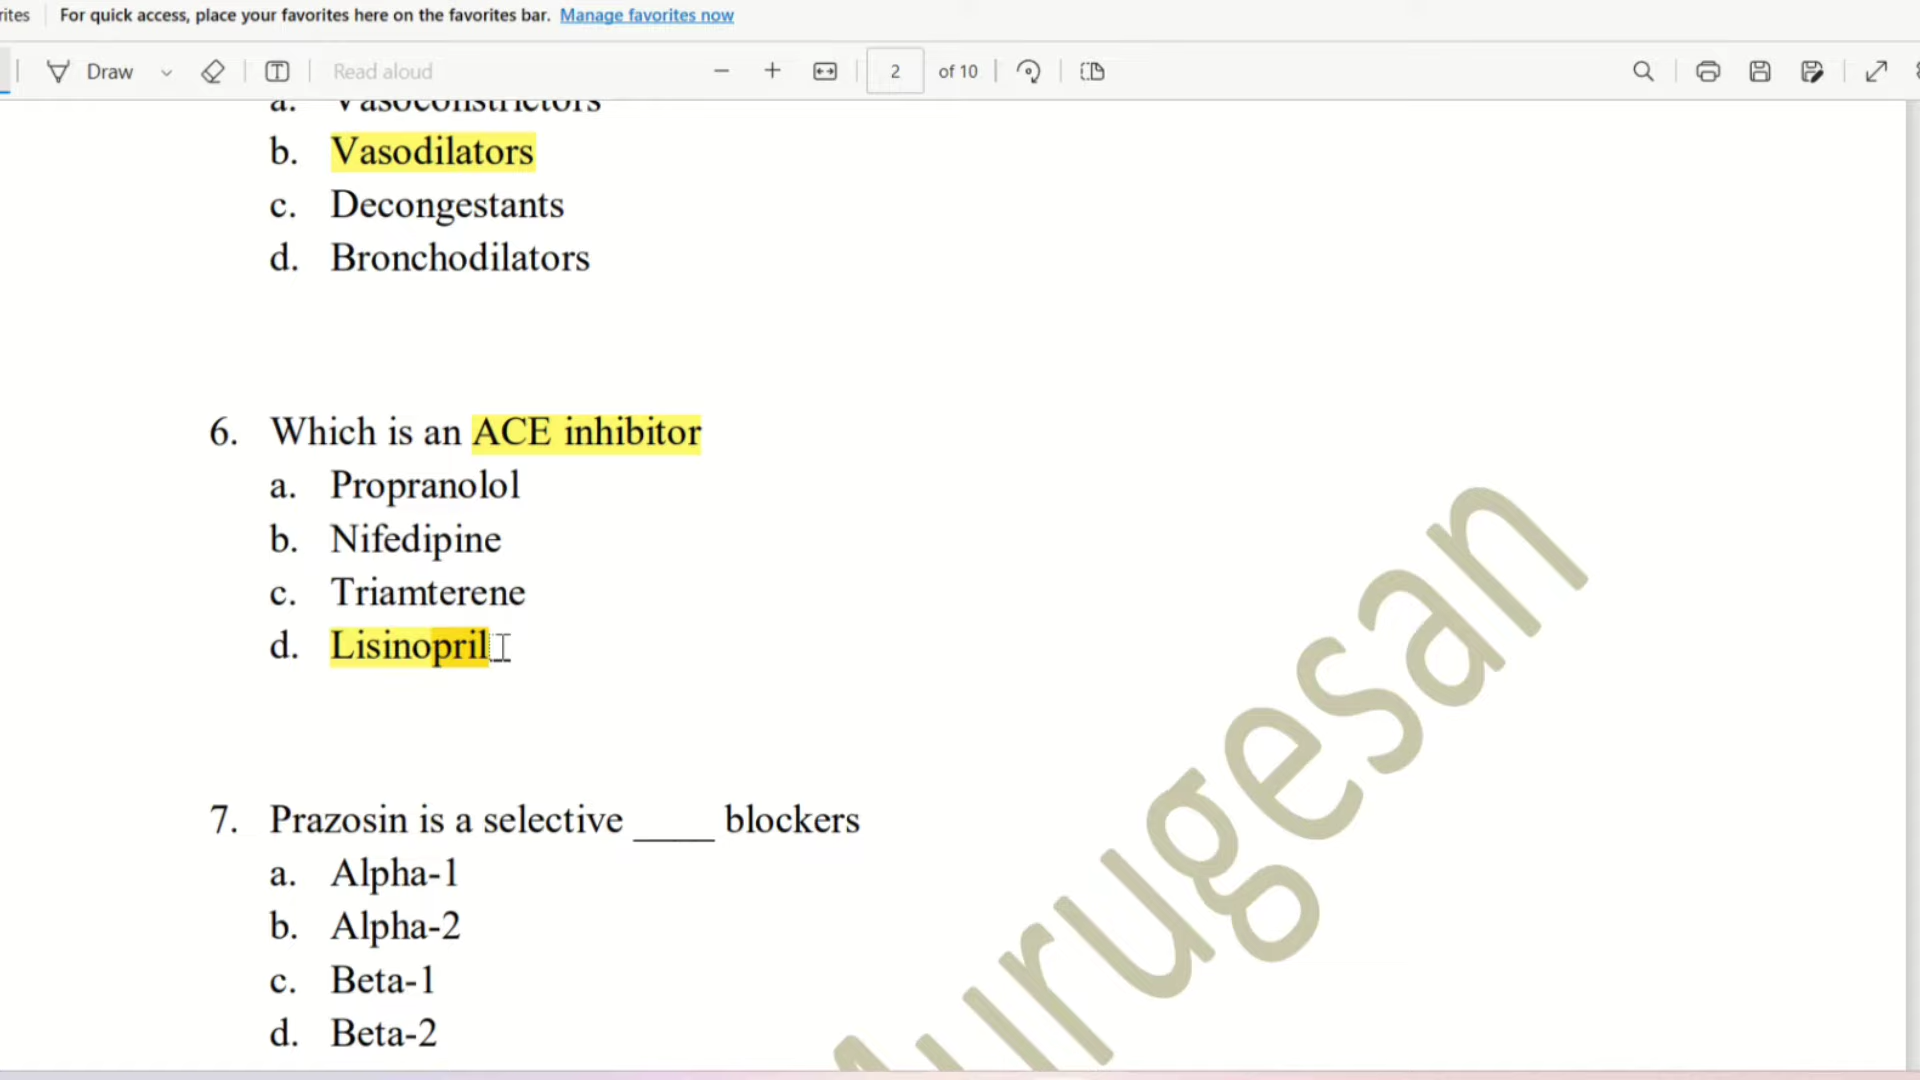 rites For quick access, place your favorites here on the favorites bar. Manage favorites now
Draw Read aloud 2 of 10
a. Vasoconstrictors
b. Vasodilators
c. Decongestants
d. Bronchodilators
6. Which is an ACE inhibitor
a. Propranolol
b. Nifedipine
c. Triamterene
d. Lisinopril
7. Prazosin is a selective ____ blockers
a. Alpha-1
b. Alpha-2
c. Beta-1
d. Beta-2
urugesan